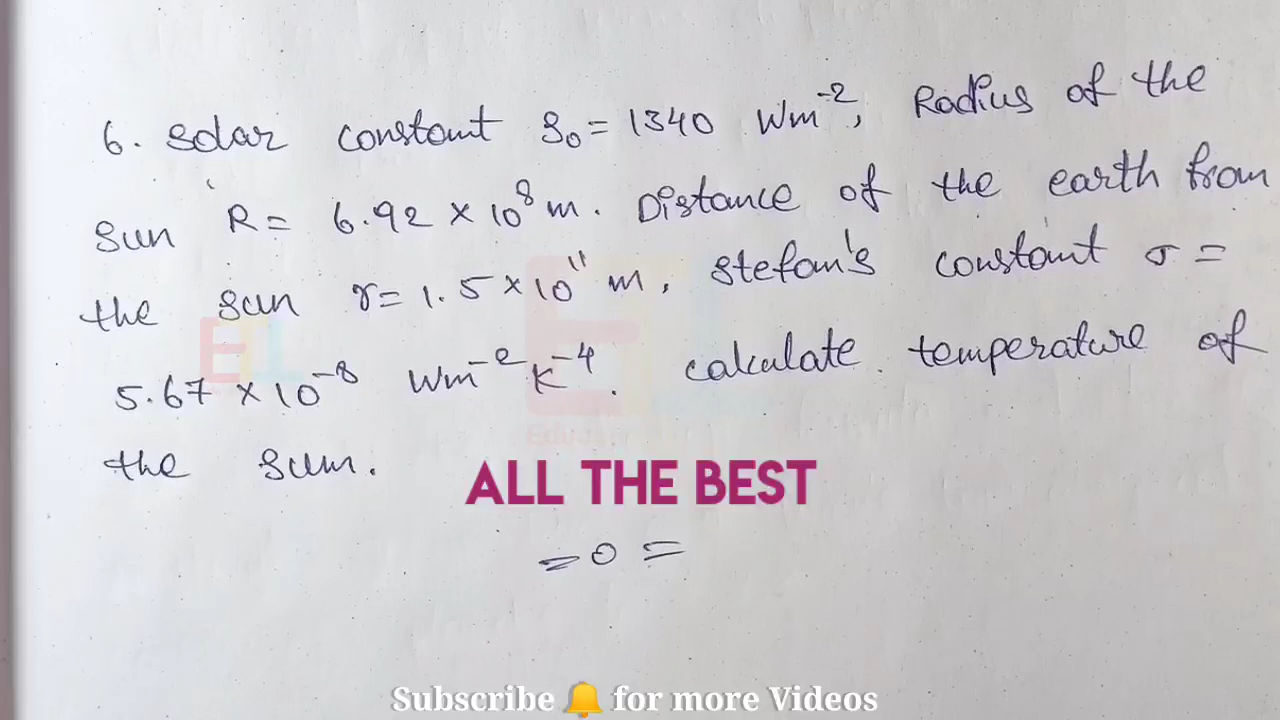 6. Solar constant S₀ = 1340 Wm⁻², Radius of the
Sun R = 6.92 × 10⁸ m. Distance of the earth from
the sun r = 1.5 × 10¹¹ m, Stefan's constant σ =
5.67 × 10⁻⁸ Wm⁻² K⁻⁴. calculate temperature of
the sum.
ALL THE BEST
= 0 =
Subscribe 🔔 for more Videos